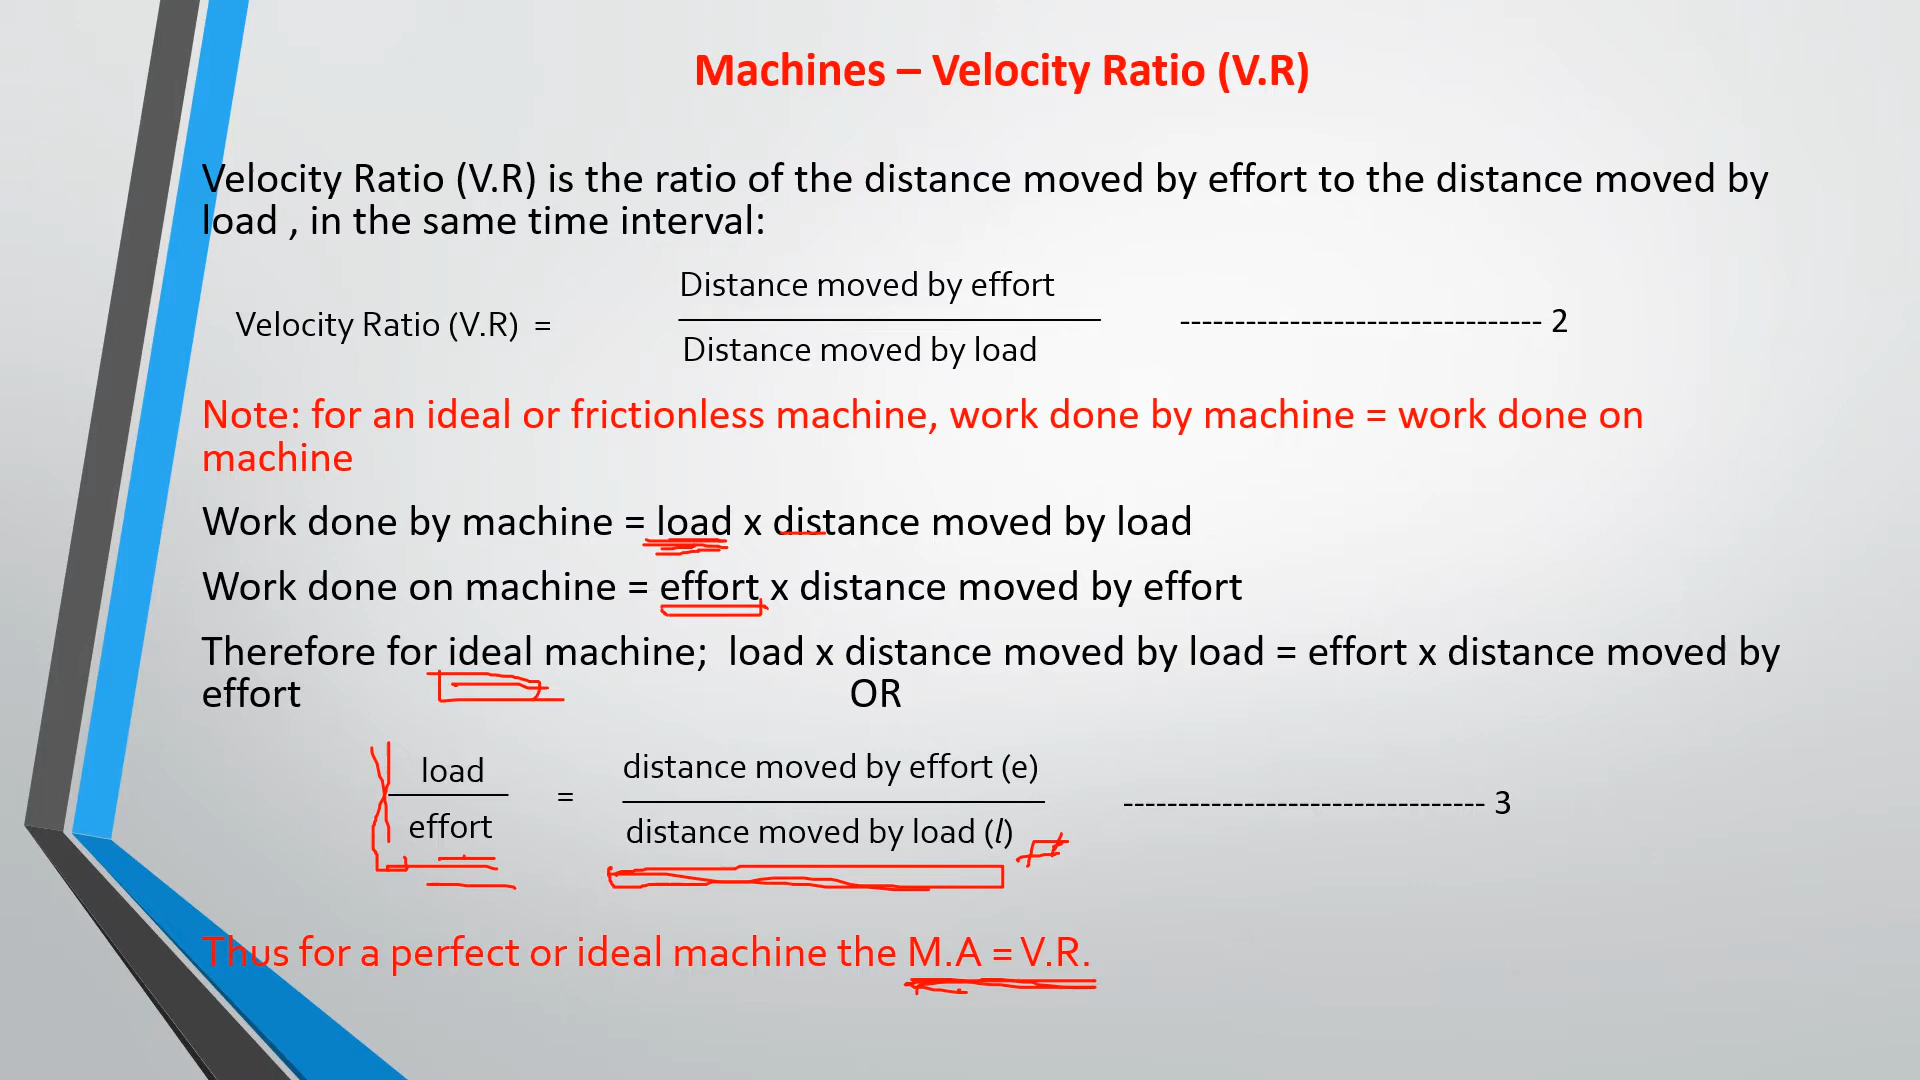 Machines – Velocity Ratio (V.R)
Velocity Ratio (V.R) is the ratio of the distance moved by effort to the distance moved by
load , in the same time interval:
Distance moved by effort
Velocity Ratio (V.R) = --------------------------------- 2
Distance moved by load
Note: for an ideal or frictionless machine, work done by machine = work done on
machine
Work done by machine = load x distance moved by load
Work done on machine = effort x distance moved by effort
Therefore for ideal machine; load x distance moved by load = effort x distance moved by
effort OR
load distance moved by effort (e)
= --------------------------------- 3
effort distance moved by load (l)
Thus for a perfect or ideal machine the M.A = V.R.